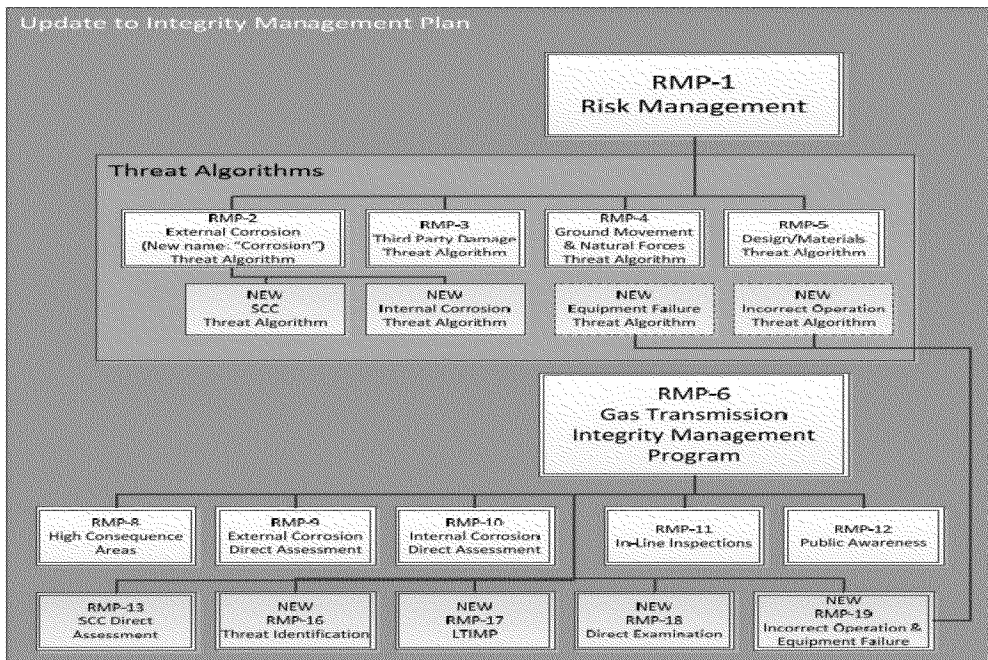 Update to Integrity Management Plan
RMP-1
Risk Management
Threat Algorithms
RMP-2
External Corrosion
(New name: "Corrosion")
Threat Algorithm
RMP-3
Third Party Damage
Threat Algorithm
RMP-4
Ground Movement
& Natural Forces
Threat Algorithm
RMP-5
Design/Materials
Threat Algorithm
NEW
SCC
Threat Algorithm
NEW
Internal Corrosion
Threat Algorithm
NEW
Equipment Failure
Threat Algorithm
NEW
Incorrect Operation
Threat Algorithm
RMP-6
Gas Transmission
Integrity Management
Program
RMP-8
High Consequence
Areas
RMP-9
External Corrosion
Direct Assessment
RMP-10
Internal Corrosion
Direct Assessment
RMP-11
In-Line Inspections
RMP-12
Public Awareness
RMP-13
SCC Direct
Assessment
NEW
RMP-16
Threat Identification
NEW
RMP-17
LTIMP
NEW
RMP-18
Direct Examination
NEW
RMP-19
Incorrect Operation &
Equipment Failure